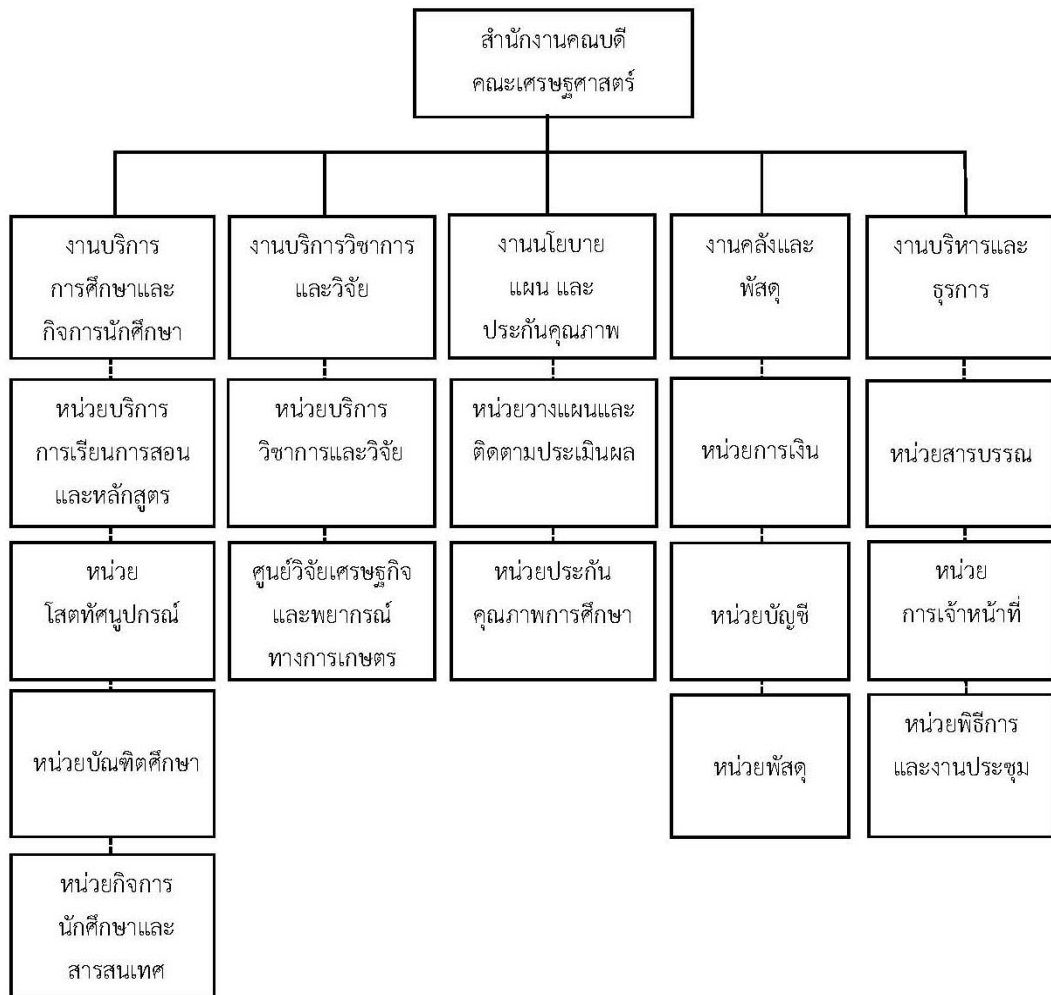 สำนักงานคณบดี
คณะเศรษฐศาสตร์
งานบริการ
การศึกษาและ
กิจการนักศึกษา
งานบริการวิชาการ
และวิจัย
งานนโยบาย
แผน และ
ประกันคุณภาพ
งานคลังและ
พัสดุ
งานบริหารและ
ธุรการ
หน่วยบริการ
การเรียนการสอน
และหลักสูตร
หน่วยบริการ
วิชาการและวิจัย
หน่วยวางแผนและ
ติดตามประเมินผล
หน่วยการเงิน
หน่วยสารบรรณ
หน่วย
โสตทัศนูปกรณ์
ศูนย์วิจัยเศรษฐกิจ
และพยากรณ์
ทางการเกษตร
หน่วยประกัน
คุณภาพการศึกษา
หน่วยบัญชี
หน่วย
การเจ้าหน้าที่
หน่วยบัณฑิตศึกษา
หน่วยพัสดุ
หน่วยพิธีการ
และงานประชุม
หน่วยกิจการ
นักศึกษาและ
สารสนเทศ